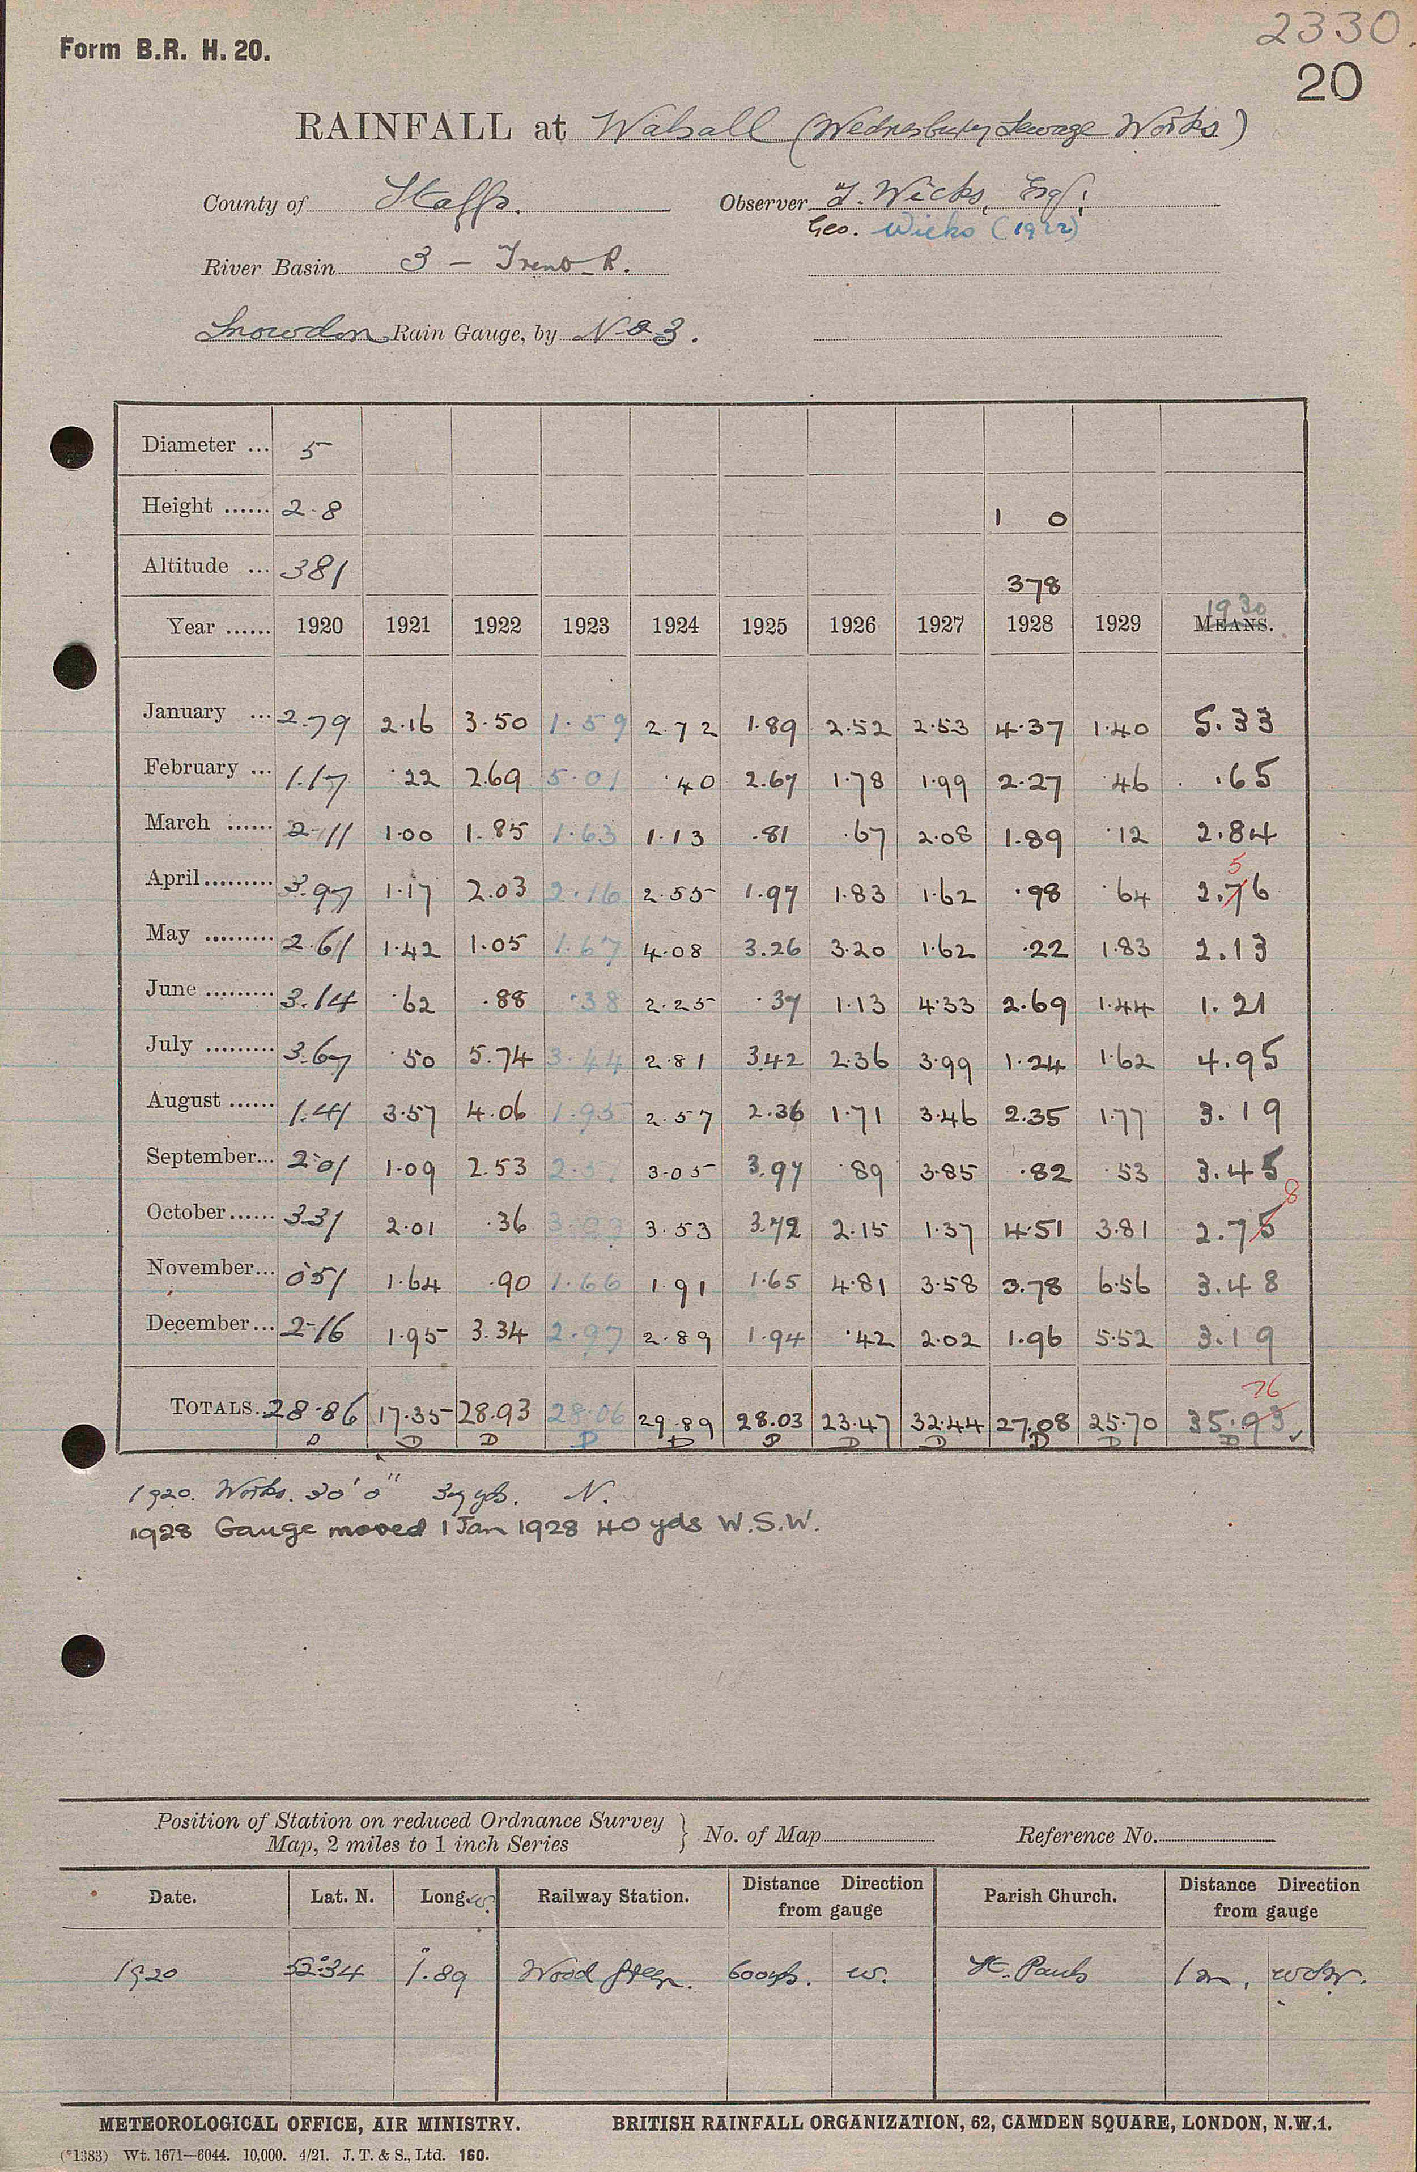 2330.
Form B.R. H. 20.
20
RAINFALL at Walsall (Wednesbury Sewage Works)
County of Staffs. Observer T. Wicks, Esq;
Geo. Wicks (1922)
River Basin 3 – Trent R.
Snowdon Rain Gauge, by N&3.
Diameter ... 5
Height ...... 2.8 1 0
Altitude ... 381 378
Year ...... 1920 1921 1922 1923 1924 1925 1926 1927 1928 1929 MEANS. 1930
January ... 2.79 2.16 3.50 1.59 2.72 1.89 2.52 2.53 4.37 1.40 5.33
February ... 1.17 .22 2.69 5.01 .40 2.67 1.78 1.99 2.27 .46 .65
March ...... 2.11 1.00 1.85 1.63 1.13 .81 .67 2.08 1.89 .12 2.84
April ......... 3.97 1.17 2.03 2.16 2.55 1.97 1.83 1.62 .98 .64 2.76 5
May ......... 2.61 1.42 1.05 1.67 4.08 3.26 3.20 1.62 .22 1.83 2.13
June ......... 3.14 .62 .88 .38 2.25 .37 1.13 4.33 2.69 1.44 1.21
July ......... 3.67 .50 5.74 3.44 2.81 3.42 2.36 3.99 1.24 1.62 4.95
August ...... 1.41 3.57 4.06 1.95 2.57 2.36 1.71 3.46 2.35 1.77 3.19
September... 2.01 1.09 2.53 2.37 3.05 3.97 .89 3.85 .82 .53 3.45
October ...... 3.31 2.01 .36 3.23 3.53 3.72 2.15 1.37 4.51 3.81 2.75 8
November... 0.51 1.64 .90 1.66 1.91 1.65 4.81 3.58 3.78 6.56 3.48
December ... 2.16 1.95 3.34 2.97 2.89 1.94 .42 2.02 1.96 5.52 3.19
TOTALS.. 28.86 17.35 28.93 28.06 29.89 28.03 23.47 32.44 27.08 25.70 35.93 76 ✓
D D D D D D D D D D D
1920. Works. 30' 0" 37 yds. N.
1928 Gauge moved 1 Jan 1928 40 yds W.S.W.
Position of Station on reduced Ordnance Survey Map, 2 miles to 1 inch Series } No. of Map Reference No.
Date. Lat. N. Long. W. Railway Station. Distance Direction from gauge Parish Church. Distance Direction from gauge
1920 52°.34 1°.89 Wood Green. 600 yds. W. St. Pauls 1 m, WSW.
METEOROLOGICAL OFFICE, AIR MINISTRY. BRITISH RAINFALL ORGANIZATION, 62, CAMDEN SQUARE, LONDON, N.W.1.
(*1383) Wt. 1671—6044. 10,000. 4/21. J. T. & S., Ltd. 160.